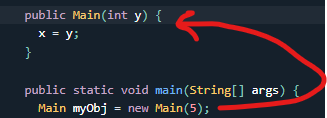 public Main(int y) {
x = y;
}
public static void main(String[] args) {
Main myObj = new Main(5);